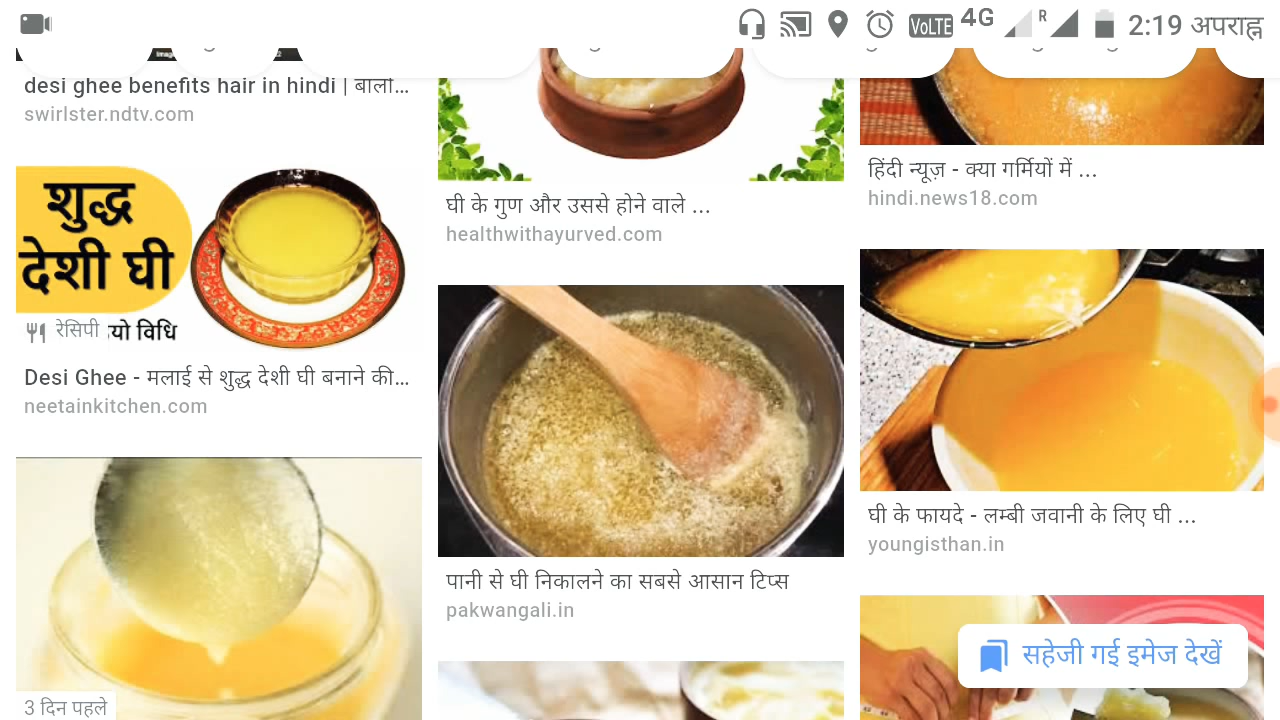 VoLTE 4G R 2:19 अपराह्न
desi ghee benefits hair in hindi | बालों...
swirlster.ndtv.com
शुद्ध
देशी घी
रेसिपी
यो विधि
Desi Ghee - मलाई से शुद्ध देशी घी बनाने की...
neetainkitchen.com
3 दिन पहले
घी के गुण और उससे होने वाले ...
healthwithayurved.com
पानी से घी निकालने का सबसे आसान टिप्स
pakwangali.in
हिंदी न्यूज़ - क्या गर्मियों में ...
hindi.news18.com
घी के फायदे - लम्बी जवानी के लिए घी ...
youngisthan.in
सहेजी गई इमेज देखें